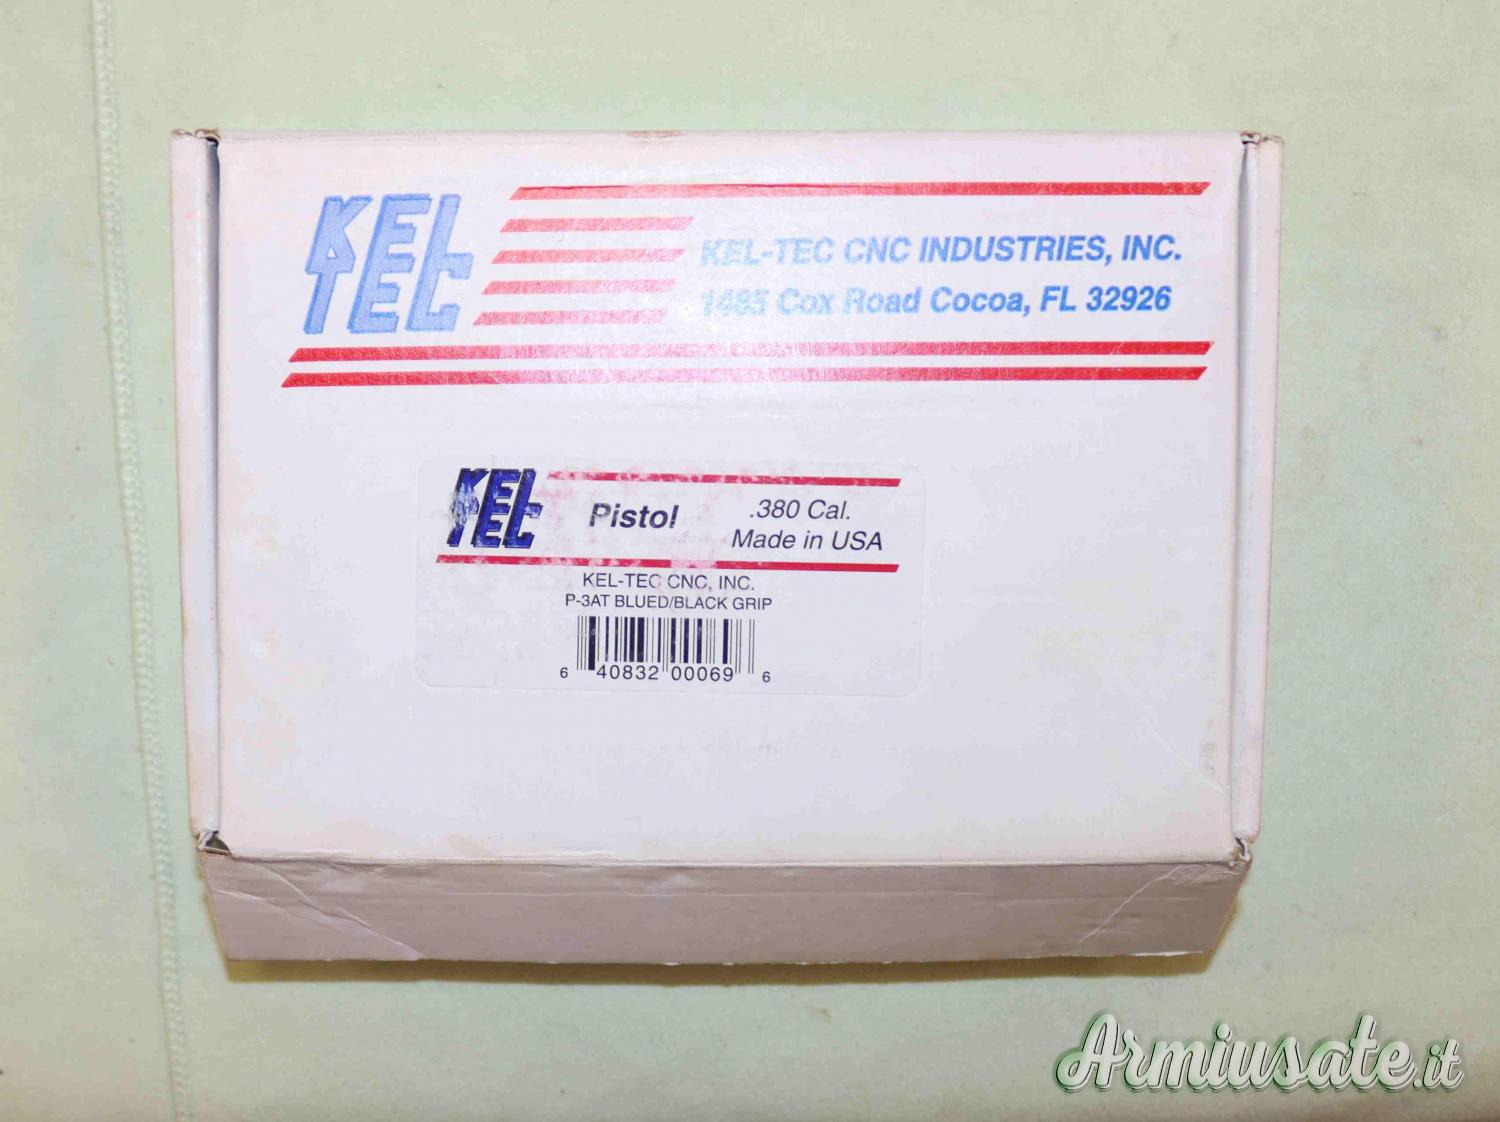 KEL
TEC
KEL-TEC CNC INDUSTRIES, INC.
1485 Cox Road Cocoa, FL 32926
KEL
TEC
Pistol
.380 Cal.
Made in USA
KEL-TEC CNC, INC.
P-3AT BLUED/BLACK GRIP
6 40832 00069 6
Armiusate.it